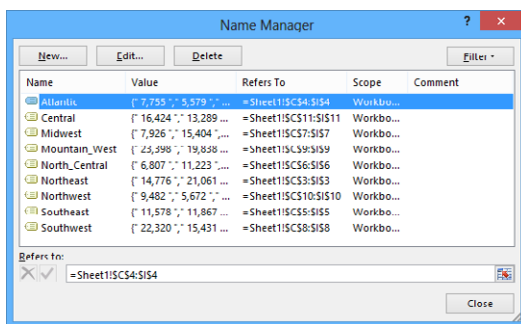 Name Manager
? ×
New... Edit... Delete Filter
Name Value Refers To Scope Comment
Atlantic {" 7,755 "," 5,579 "," ... =Sheet1!$C$4:$I$4 Workbo...
Central {" 16,424 "," 13,289 ... =Sheet1!$C$11:$I$11 Workbo...
Midwest {" 7,926 "," 15,404 ",... =Sheet1!$C$7:$I$7 Workbo...
Mountain_West {" 23,398 "," 19,838 ... =Sheet1!$C$9:$I$9 Workbo...
North_Central {" 6,807 "," 11,223 ",... =Sheet1!$C$6:$I$6 Workbo...
Northeast {" 14,776 "," 21,061 ... =Sheet1!$C$3:$I$3 Workbo...
Northwest {" 9,482 "," 5,672 "," ... =Sheet1!$C$10:$I$10 Workbo...
Southeast {" 11,578 "," 11,867 ... =Sheet1!$C$5:$I$5 Workbo...
Southwest {" 22,320 "," 15,431 ... =Sheet1!$C$8:$I$8 Workbo...
Refers to:
=Sheet1!$C$4:$I$4
Close